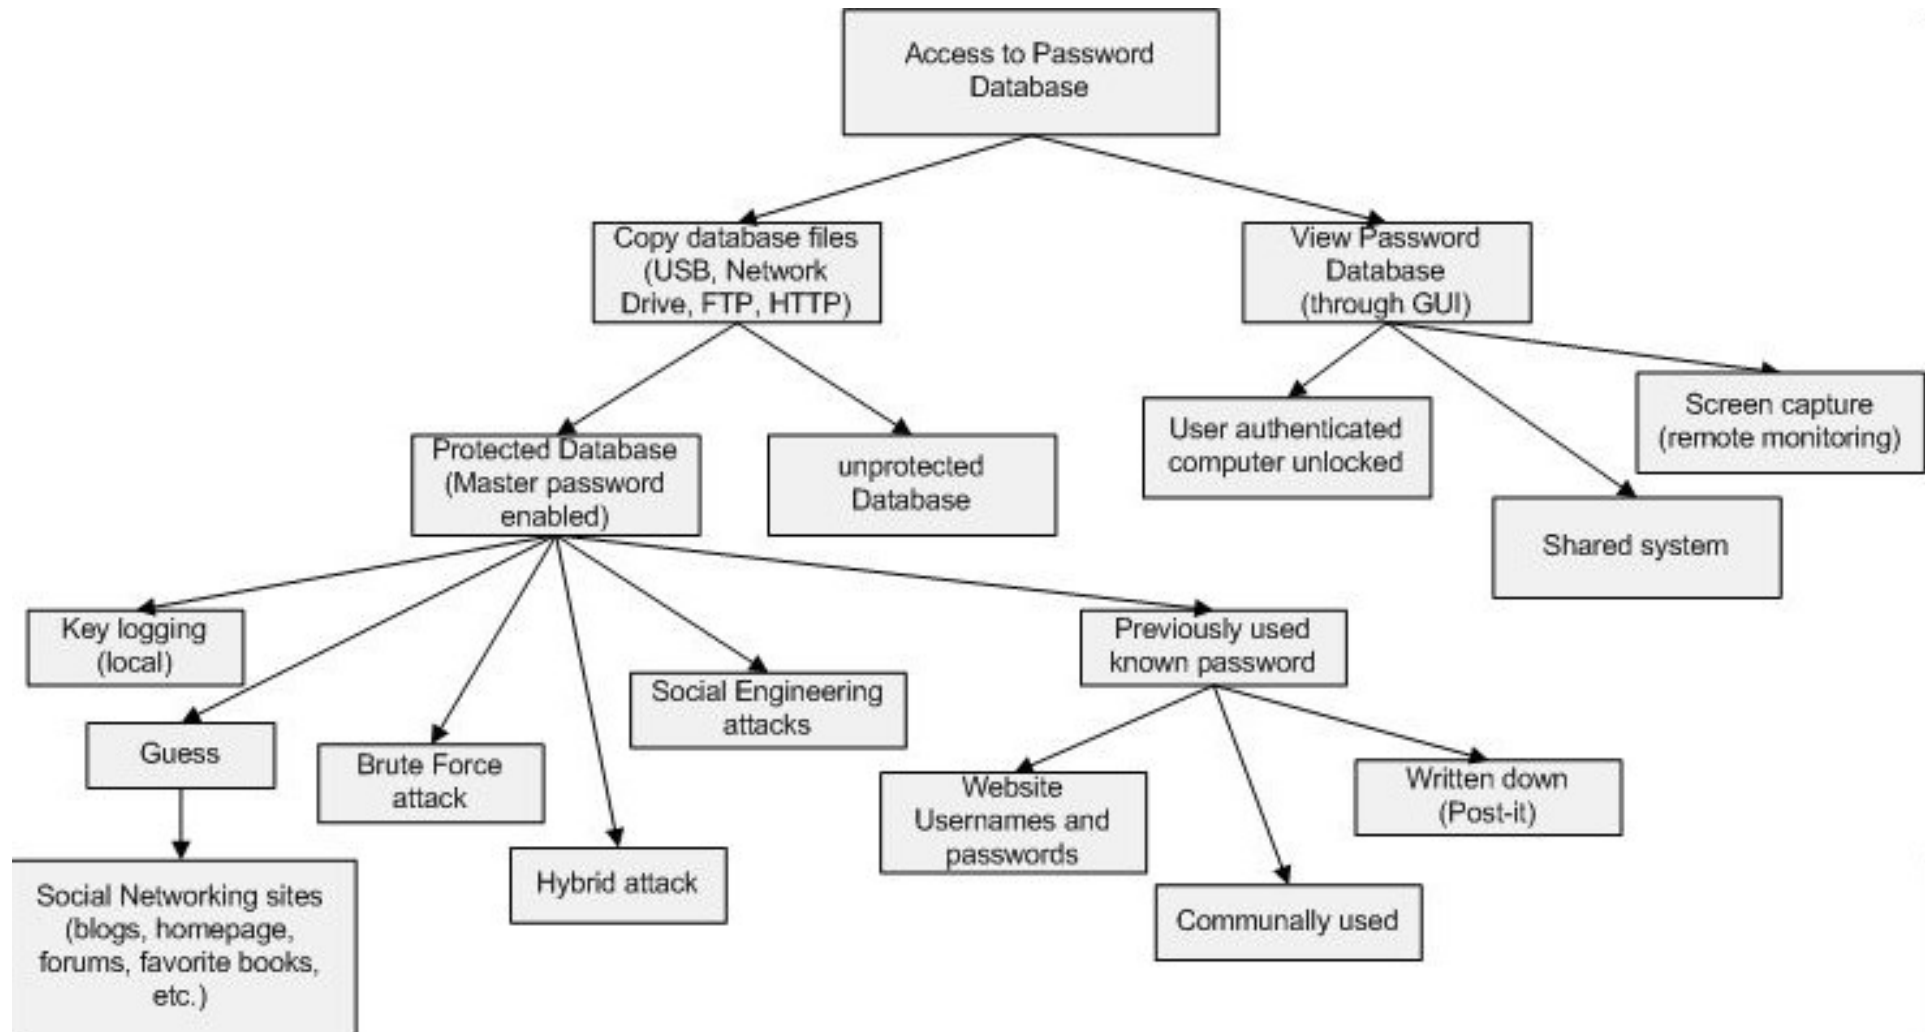 Access to Password
Database
Copy database files
(USB, Network
Drive, FTP, HTTP)
View Password
Database
(through GUI)
Protected Database
(Master password
enabled)
unprotected
Database
User authenticated
computer unlocked
Screen capture
(remote monitoring)
Shared system
Key logging
(local)
Guess
Brute Force
attack
Hybrid attack
Social Engineering
attacks
Previously used
known password
Social Networking sites
(blogs, homepage,
forums, favorite books,
etc.)
Website
Usernames and
passwords
Communally used
Written down
(Post-it)